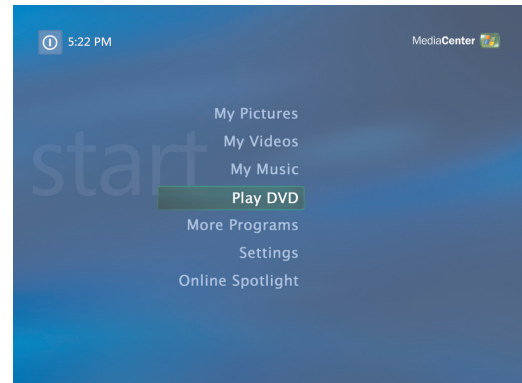 5:22 PM
MediaCenter
start
My Pictures
My Videos
My Music
Play DVD
More Programs
Settings
Online Spotlight